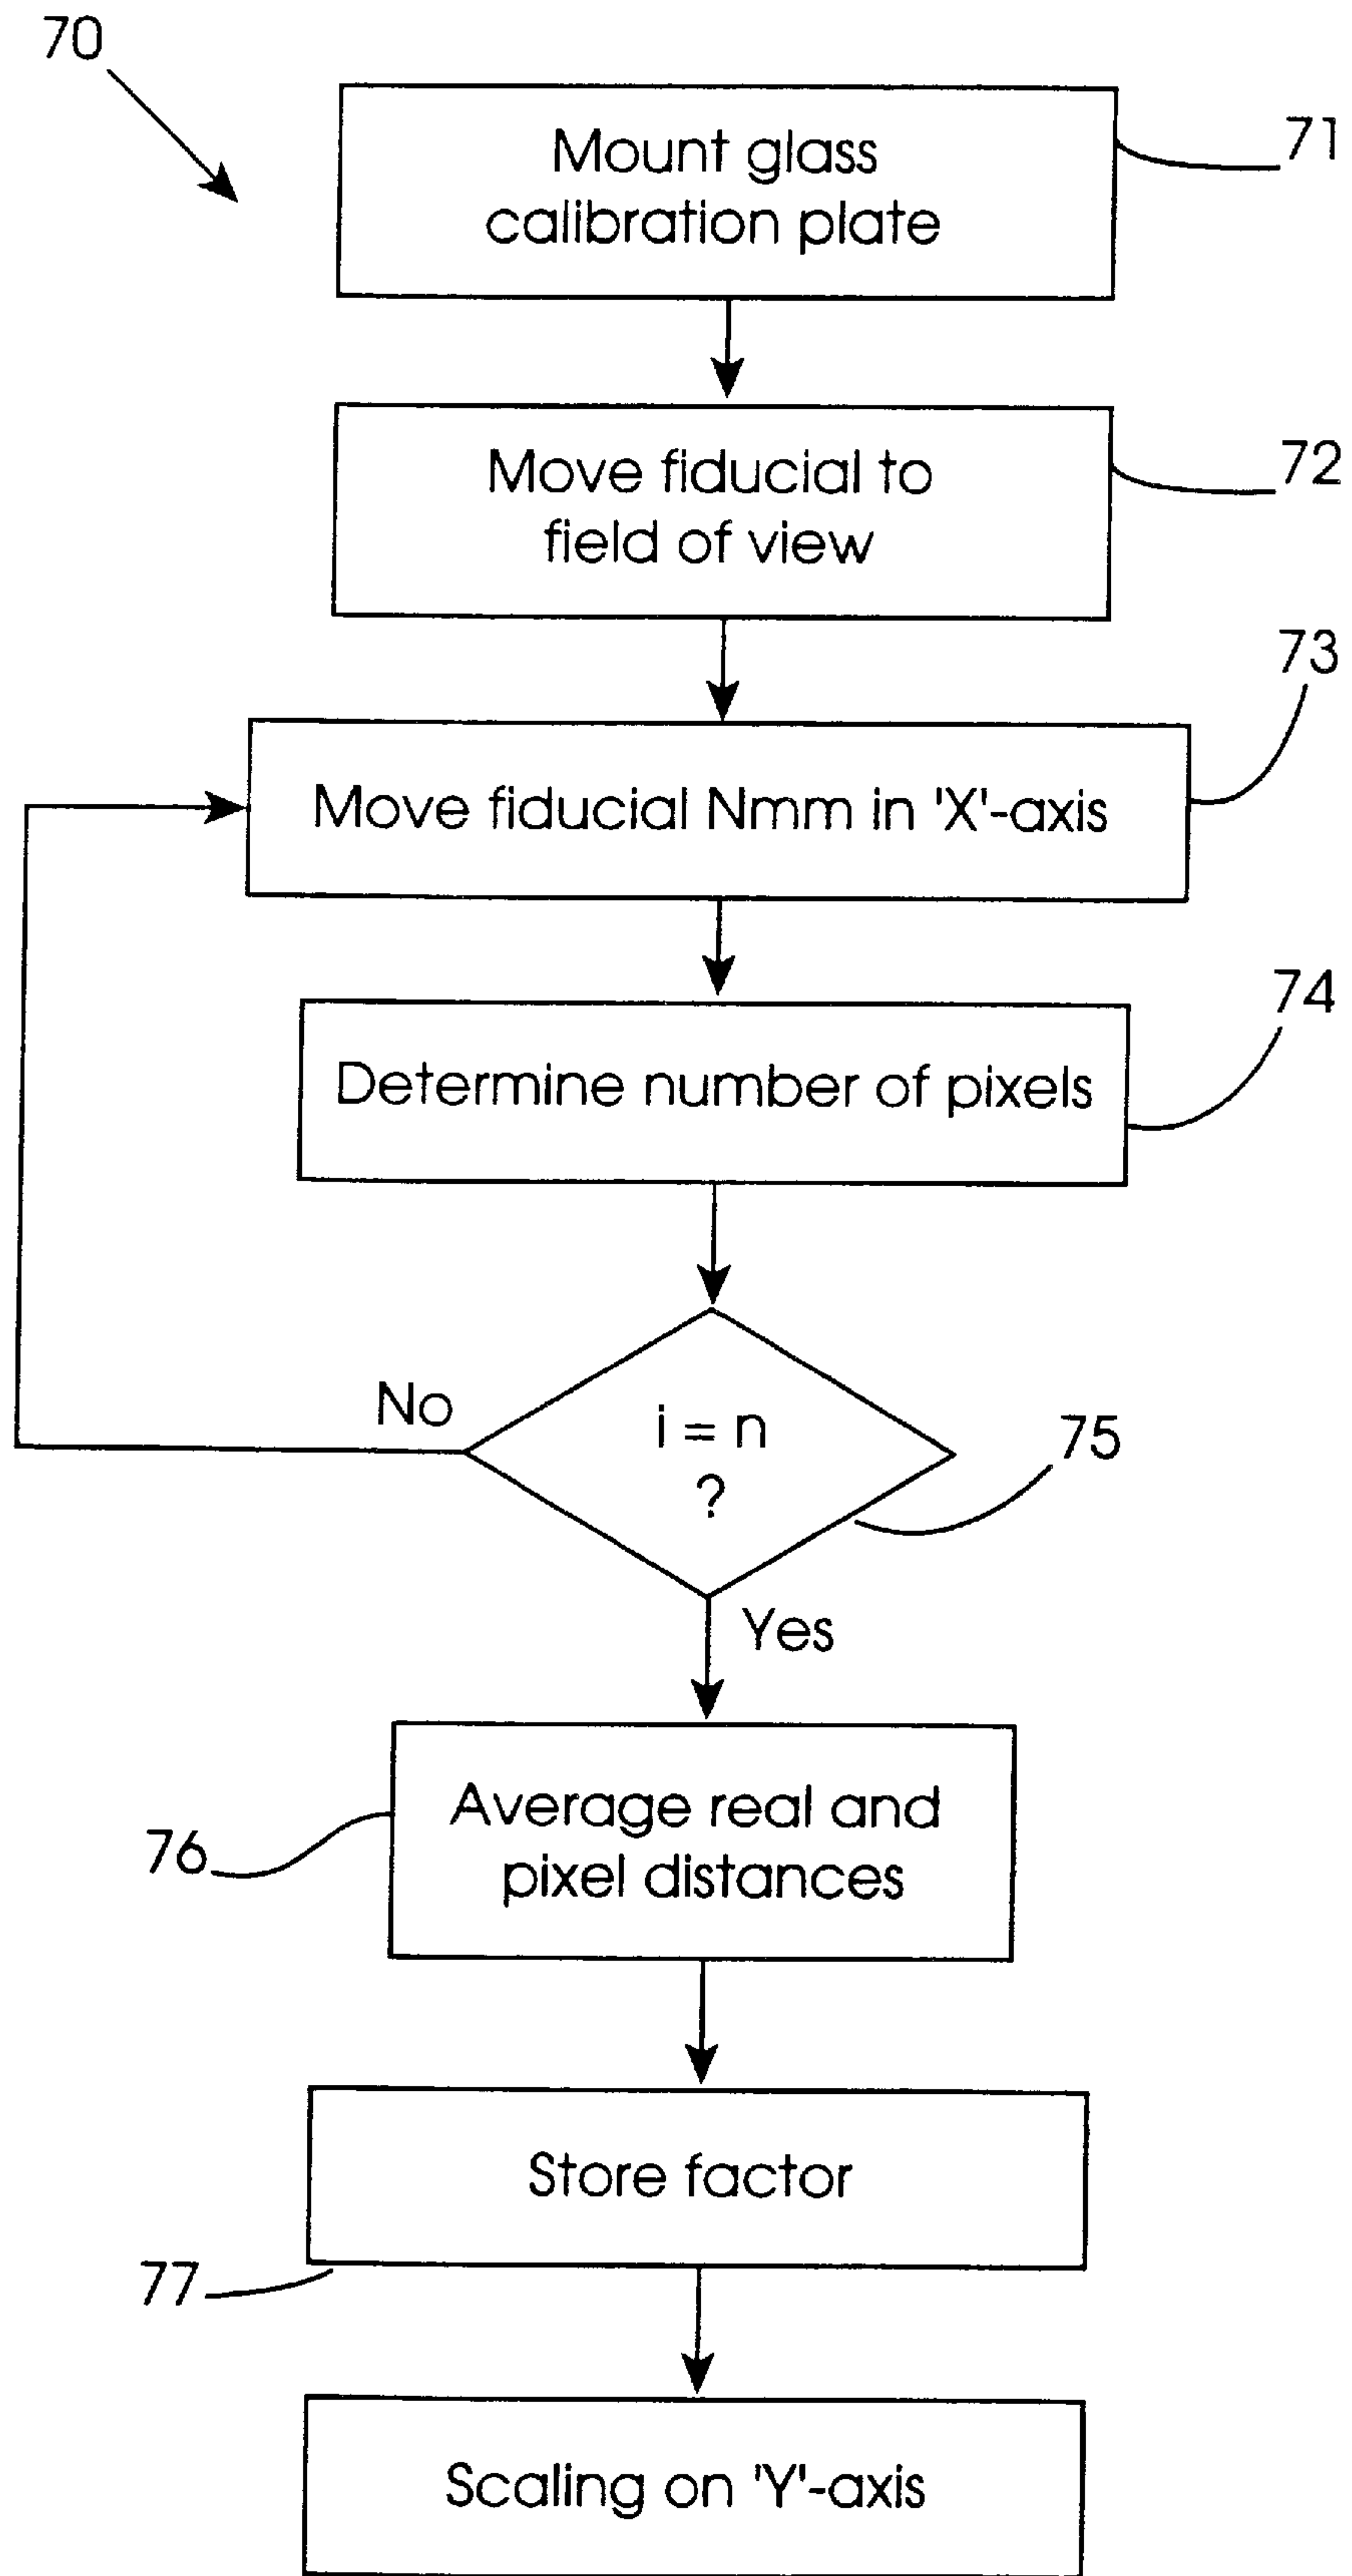 70
Mount glass
calibration plate
71
Move fiducial to
field of view
72
73
Move fiducial Nmm in 'X'-axis
74
Determine number of pixels
No
i = n
?
75
Yes
Average real and
pixel distances
76
Store factor
77
Scaling on 'Y'-axis